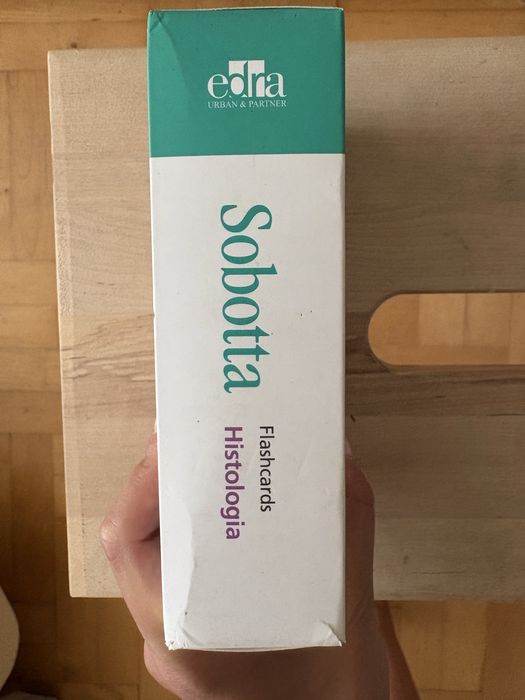 edra
URBAN & PARTNER
Sobotta
Flashcards
Histologia